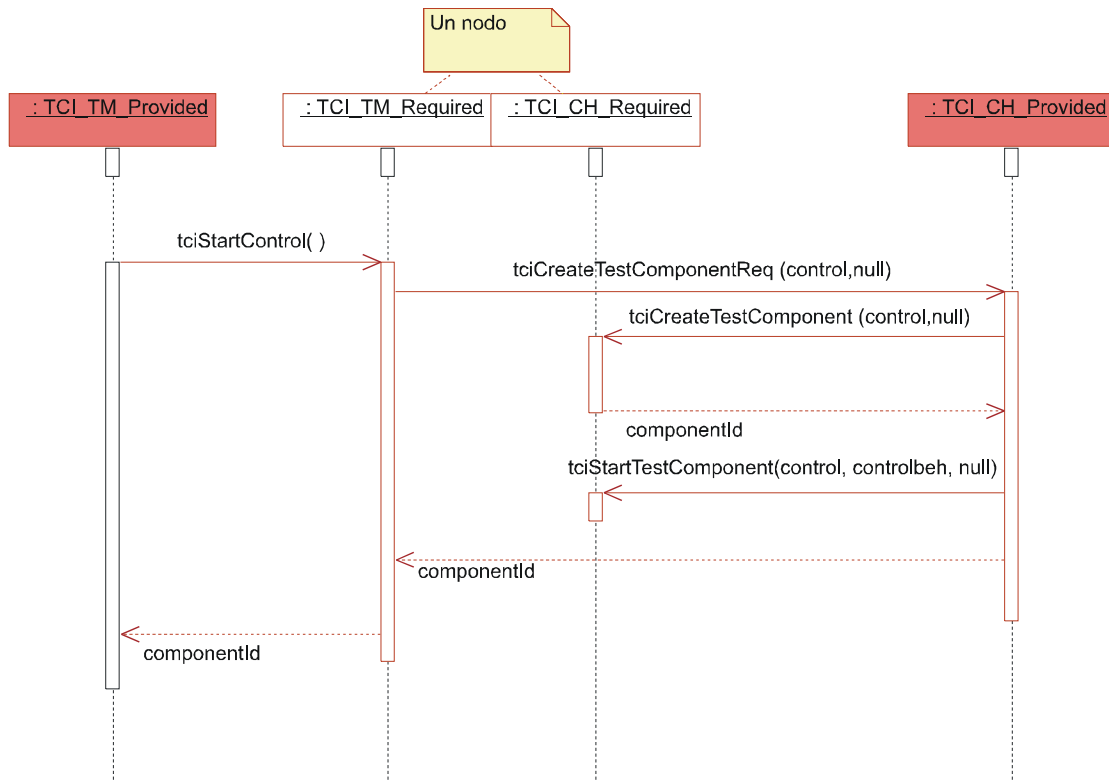 Un nodo
: TCI_TM_Provided
: TCI_TM_Required
: TCI_CH_Required
: TCI_CH_Provided
tciStartControl( )
tciCreateTestComponentReq (control,null)
tciCreateTestComponent (control,null)
componentId
tciStartTestComponent(control, controlbeh, null)
componentId
componentId